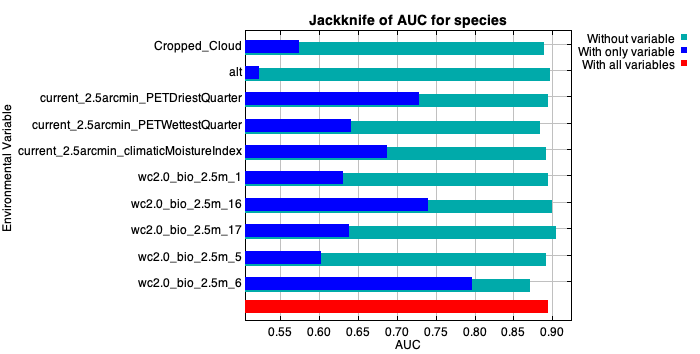 Jackknife of AUC for species
Without variable
With only variable
With all variables
Environmental Variable
Cropped_Cloud
alt
current_2.5arcmin_PETDriestQuarter
current_2.5arcmin_PETWettestQuarter
current_2.5arcmin_climaticMoistureIndex
wc2.0_bio_2.5m_1
wc2.0_bio_2.5m_16
wc2.0_bio_2.5m_17
wc2.0_bio_2.5m_5
wc2.0_bio_2.5m_6
0.55 0.60 0.65 0.70 0.75 0.80 0.85 0.90
AUC